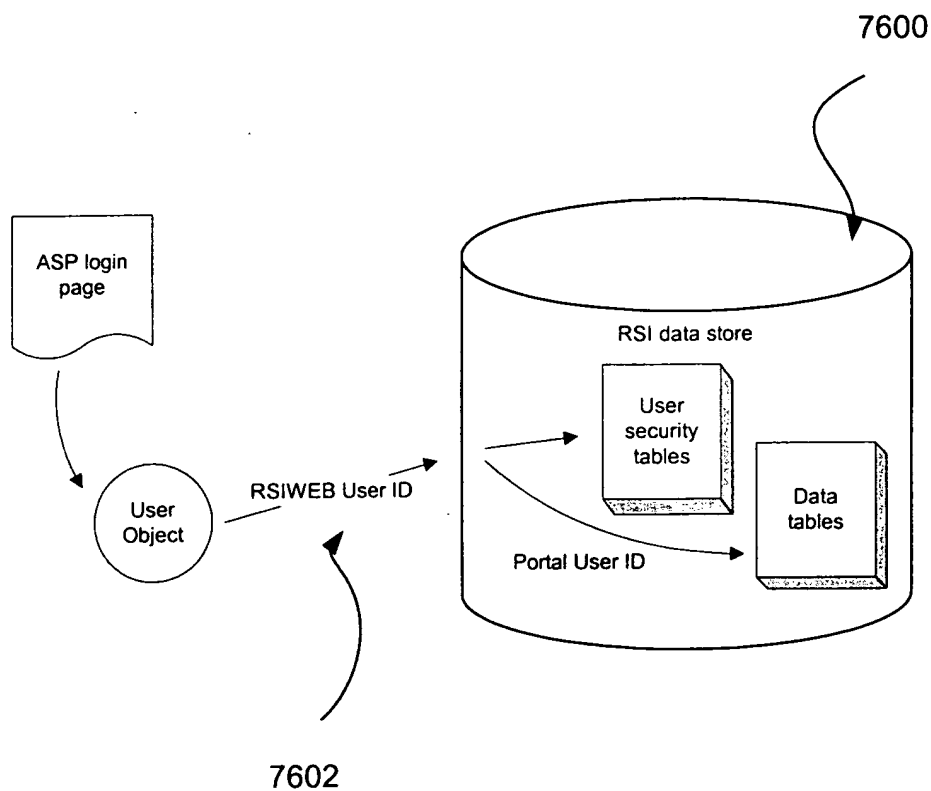 7600
ASP login
page
RSI data store
User
security
tables
RSIWEB User ID
User
Object
Data
tables
Portal User ID
7602